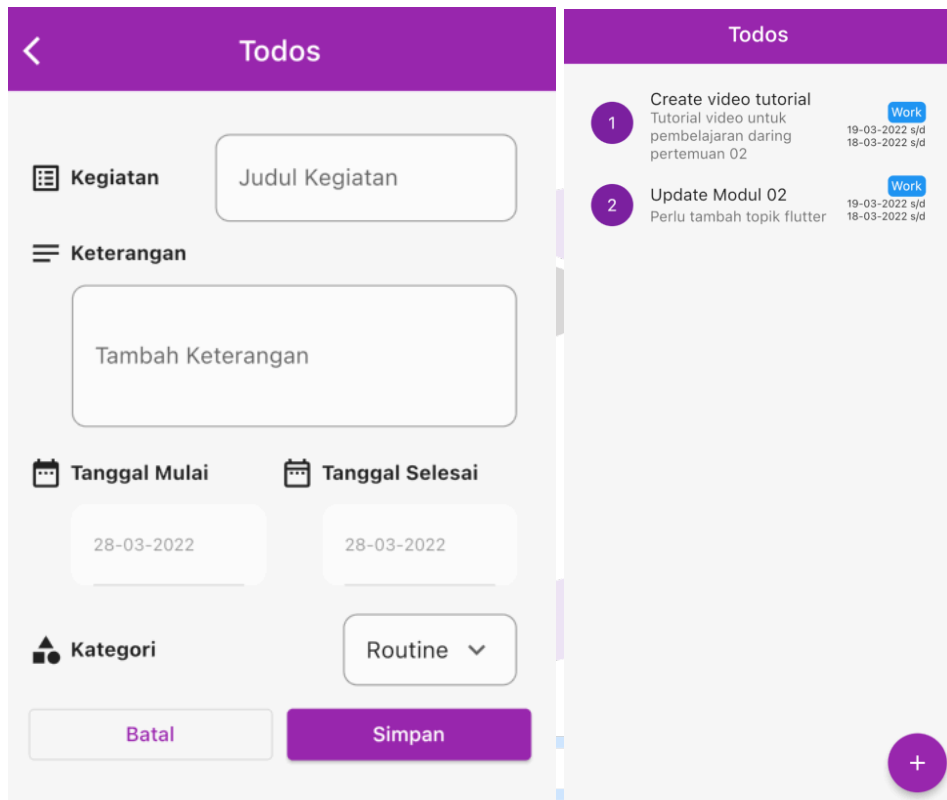 Todos
Kegiatan
Judul Kegiatan
Keterangan
Tambah Keterangan
Tanggal Mulai
Tanggal Selesai
28-03-2022
28-03-2022
Kategori
Routine
Batal
Simpan
Todos
1
Create video tutorial
Tutorial video untuk
pembelajaran daring
pertemuan 02
Work
19-03-2022 s/d
18-03-2022 s/d
2
Update Modul 02
Perlu tambah topik flutter
Work
19-03-2022 s/d
18-03-2022 s/d
+